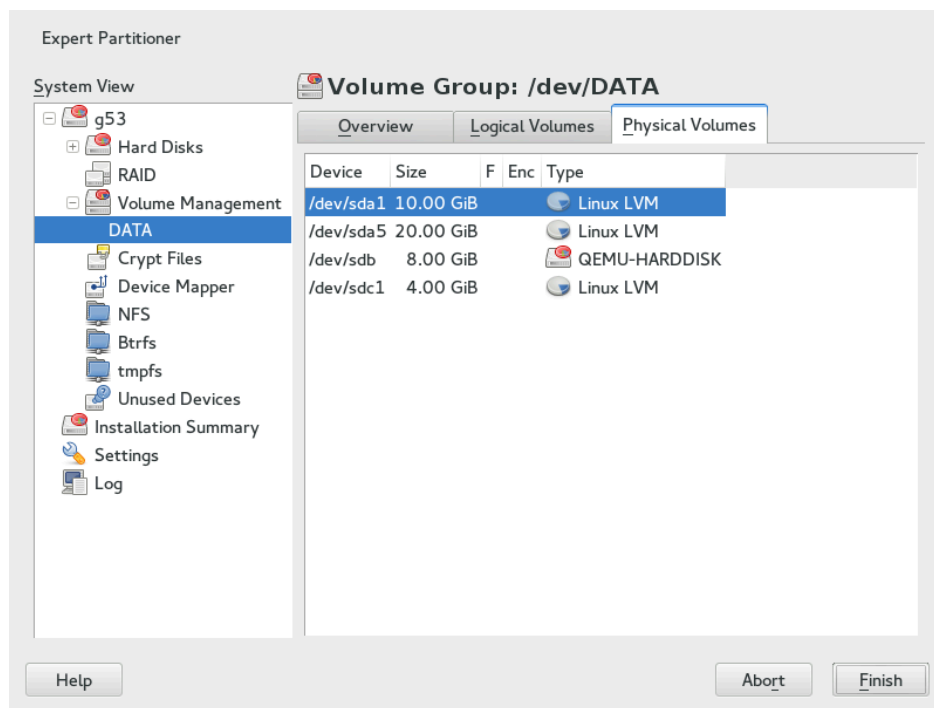 Expert Partitioner
System View
g53
Hard Disks
RAID
Volume Management
DATA
Crypt Files
Device Mapper
NFS
Btrfs
tmpfs
Unused Devices
Installation Summary
Settings
Log
Volume Group: /dev/DATA
Overview Logical Volumes Physical Volumes
Device Size F Enc Type
/dev/sda1 10.00 GiB Linux LVM
/dev/sda5 20.00 GiB Linux LVM
/dev/sdb 8.00 GiB QEMU-HARDDISK
/dev/sdc1 4.00 GiB Linux LVM
Help Abort Finish